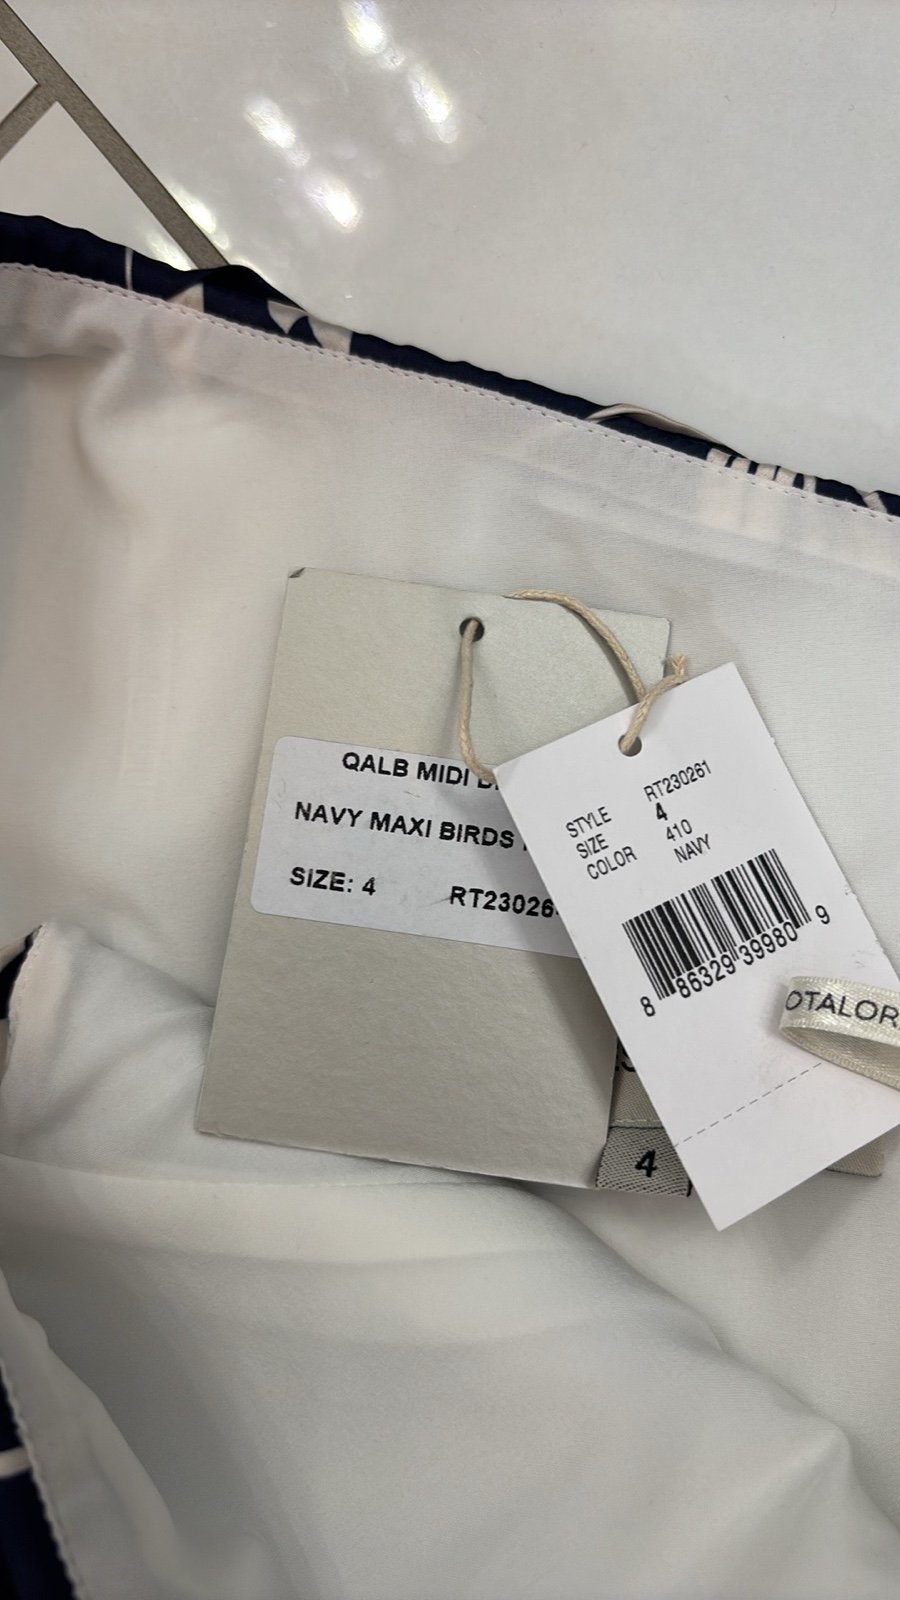 QALB MIDI
NAVY MAXI BIRDS
SIZE: 4 RT23026
STYLE RT230261
SIZE 4
COLOR 410
NAVY
8 86329 39980 9
OTALOR
4